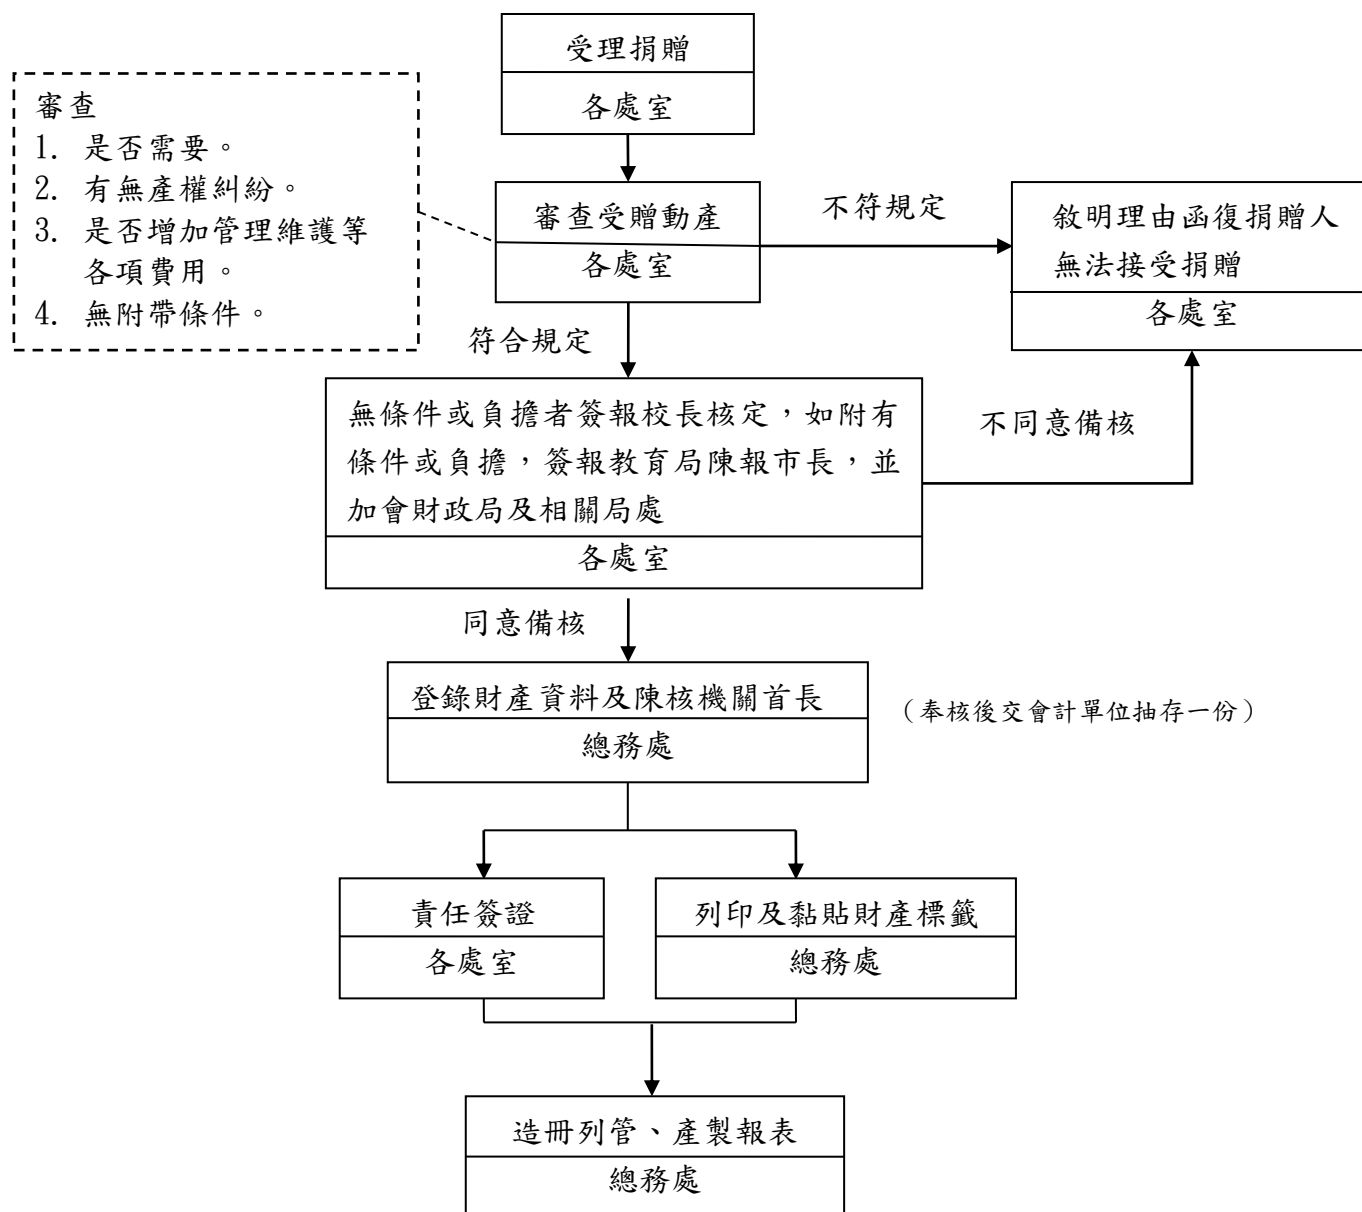 受理捐贈
各處室
審查
1. 是否需要。
2. 有無產權糾紛。
3. 是否增加管理維護等
各項費用。
4. 無附帶條件。
審查受贈動產
各處室
不符規定
敘明理由函復捐贈人
無法接受捐贈
各處室
符合規定
無條件或負擔者簽報校長核定，如附有
條件或負擔，簽報教育局陳報市長，並
加會財政局及相關局處
各處室
不同意備核
同意備核
登錄財產資料及陳核機關首長
總務處
（奉核後交會計單位抽存一份）
責任簽證
各處室
列印及黏貼財產標籤
總務處
造冊列管、產製報表
總務處